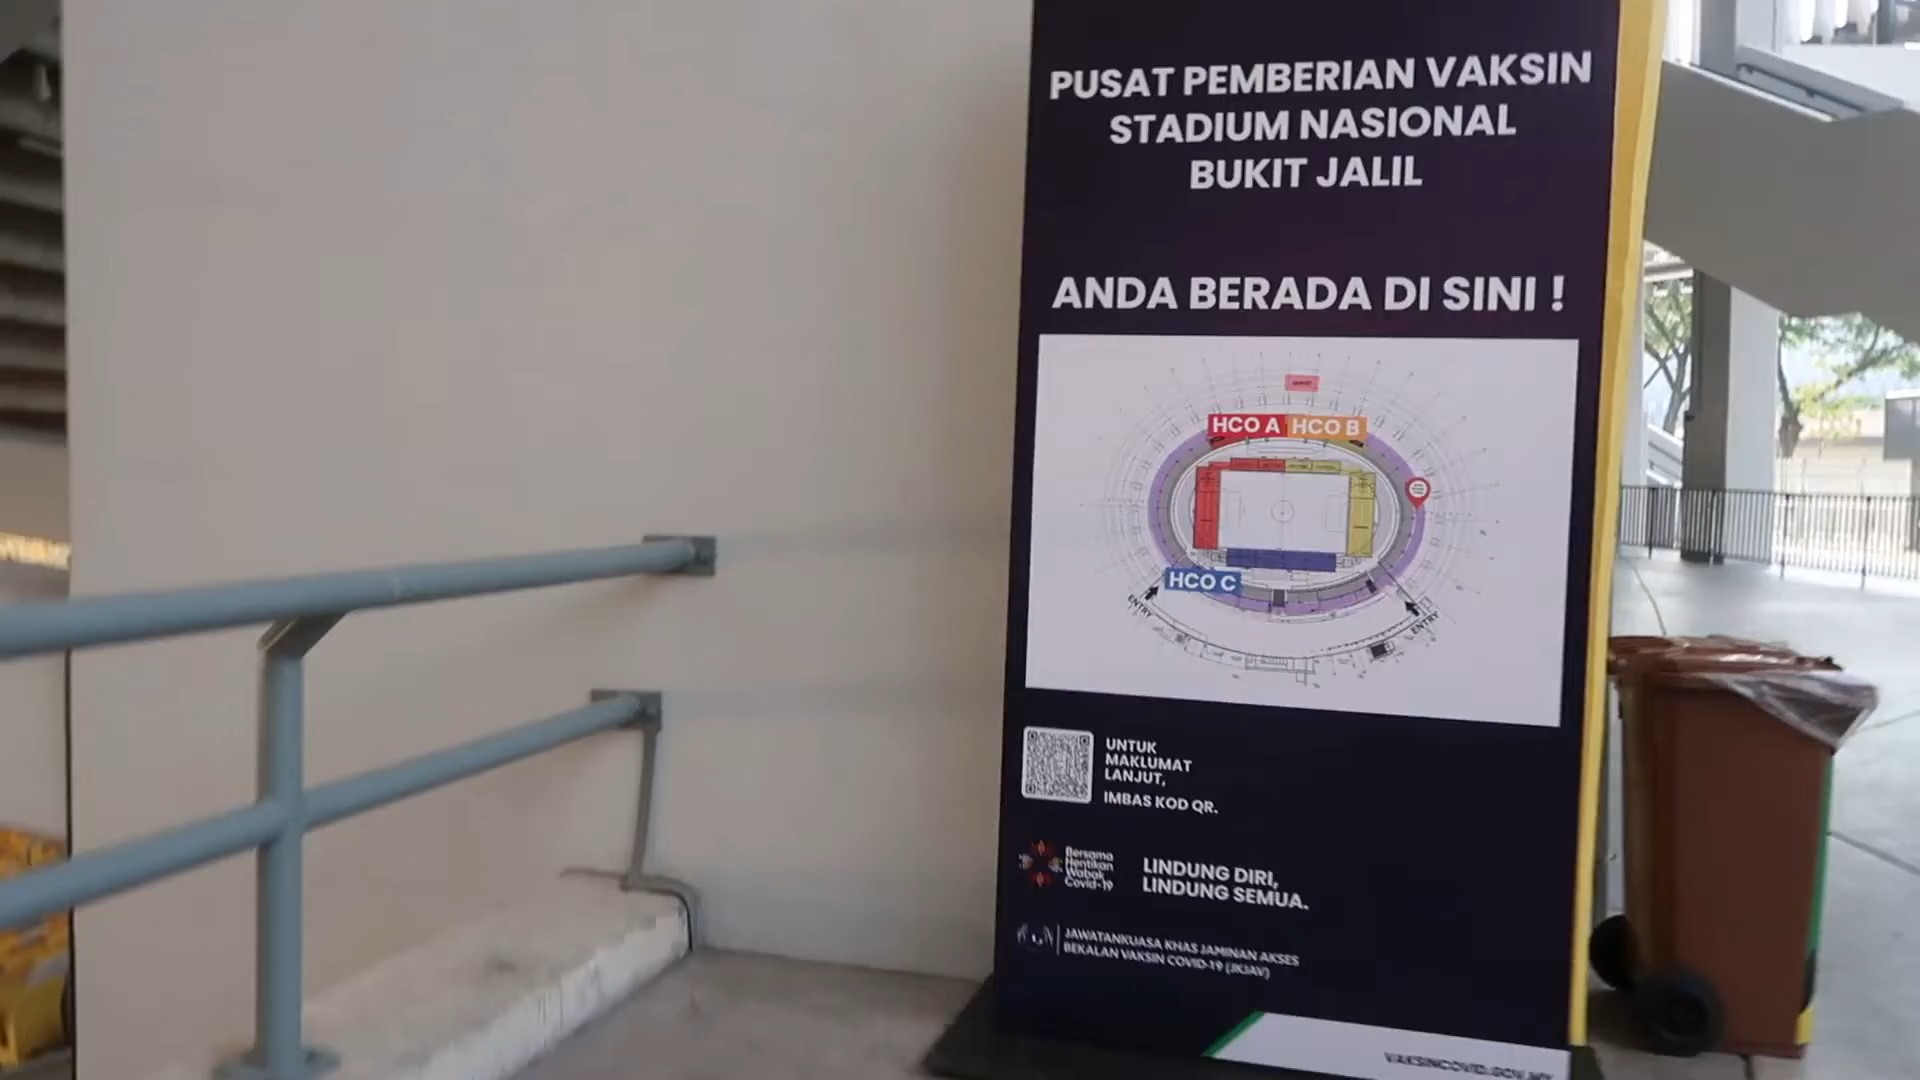 PUSAT PEMBERIAN VAKSIN
STADIUM NASIONAL
BUKIT JALIL
ANDA BERADA DI SINI !
HCO A HCO B
HCO C
ENTRY
ENTRY
UNTUK
MAKLUMAT
LANJUT,
IMBAS KOD QR.
Bersama
Hentikan
Wabak
Covid-19
LINDUNG DIRI,
LINDUNG SEMUA.
JAWATANKUASA KHAS JAMINAN AKSES
BEKALAN VAKSIN COVID-19 (JKJAV)
VAKSINCOVID.GOV.MY